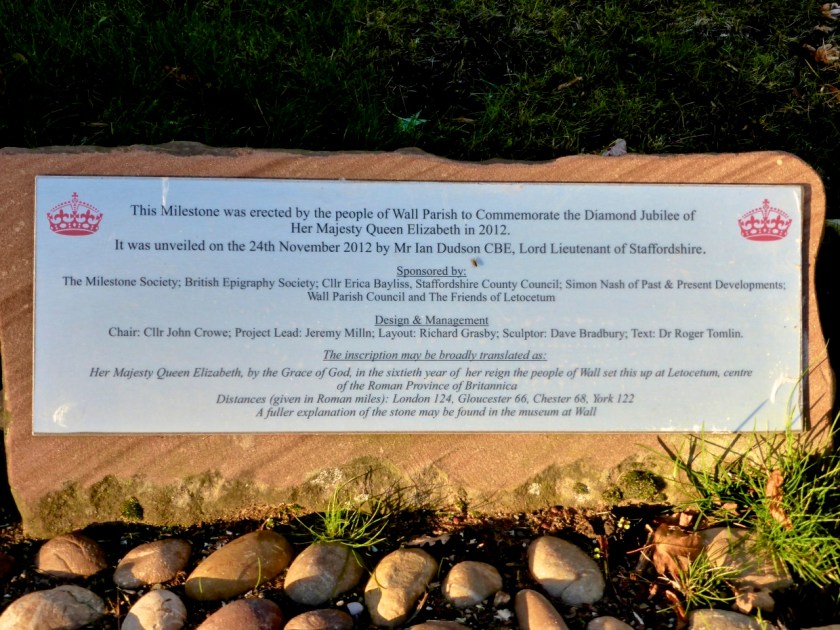 This Milestone was erected by the people of Wall Parish to Commemorate the Diamond Jubilee of
Her Majesty Queen Elizabeth in 2012.
It was unveiled on the 24th November 2012 by Mr Ian Dudson CBE, Lord Lieutenant of Staffordshire.
Sponsored by:
The Milestone Society; British Epigraphy Society; Cllr Erica Bayliss, Staffordshire County Council; Simon Nash of Past & Present Developments;
Wall Parish Council and The Friends of Letocetum
Design & Management
Chair: Cllr John Crowe; Project Lead: Jeremy Milln; Layout: Richard Grasby; Sculptor: Dave Bradbury; Text: Dr Roger Tomlin.
The inscription may be broadly translated as:
Her Majesty Queen Elizabeth, by the Grace of God, in the sixtieth year of her reign the people of Wall set this up at Letocetum, centre
of the Roman Province of Britannica
Distances (given in Roman miles): London 124, Gloucester 66, Chester 68, York 122
A fuller explanation of the stone may be found in the museum at Wall